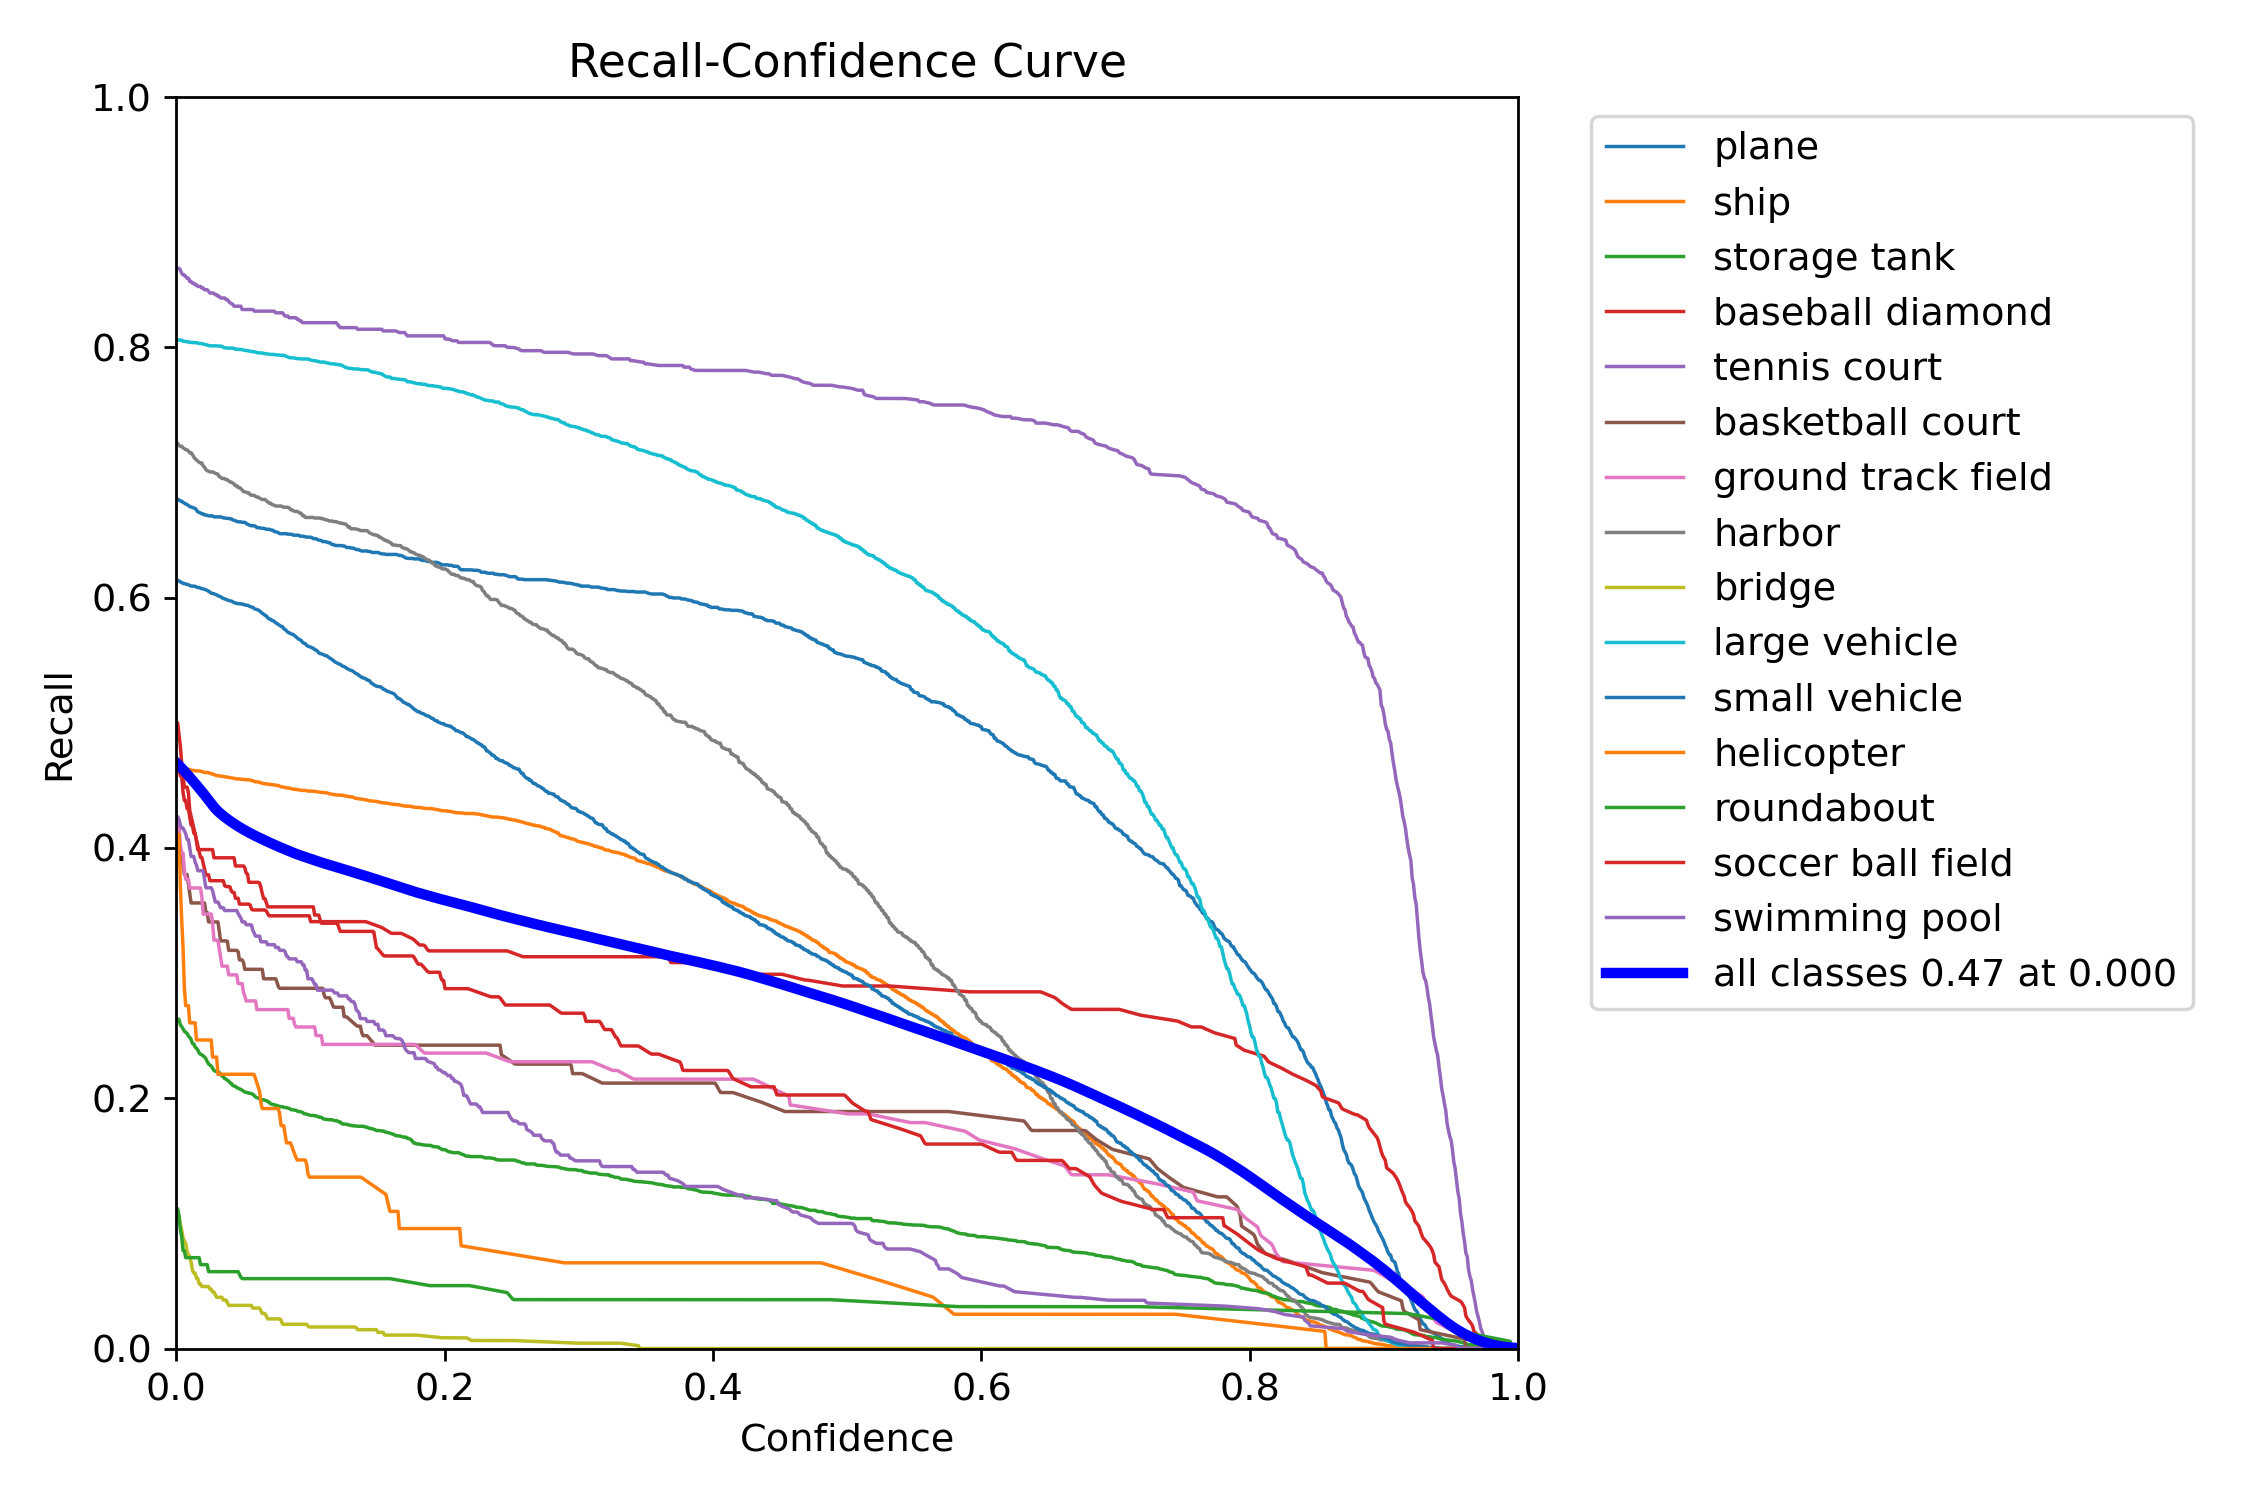 Recall-Confidence Curve
1.0
0.8
0.6
0.4
0.2
0.0
Recall
0.0 0.2 0.4 0.6 0.8 1.0
Confidence
plane
ship
storage tank
baseball diamond
tennis court
basketball court
ground track field
harbor
bridge
large vehicle
small vehicle
helicopter
roundabout
soccer ball field
swimming pool
all classes 0.47 at 0.000